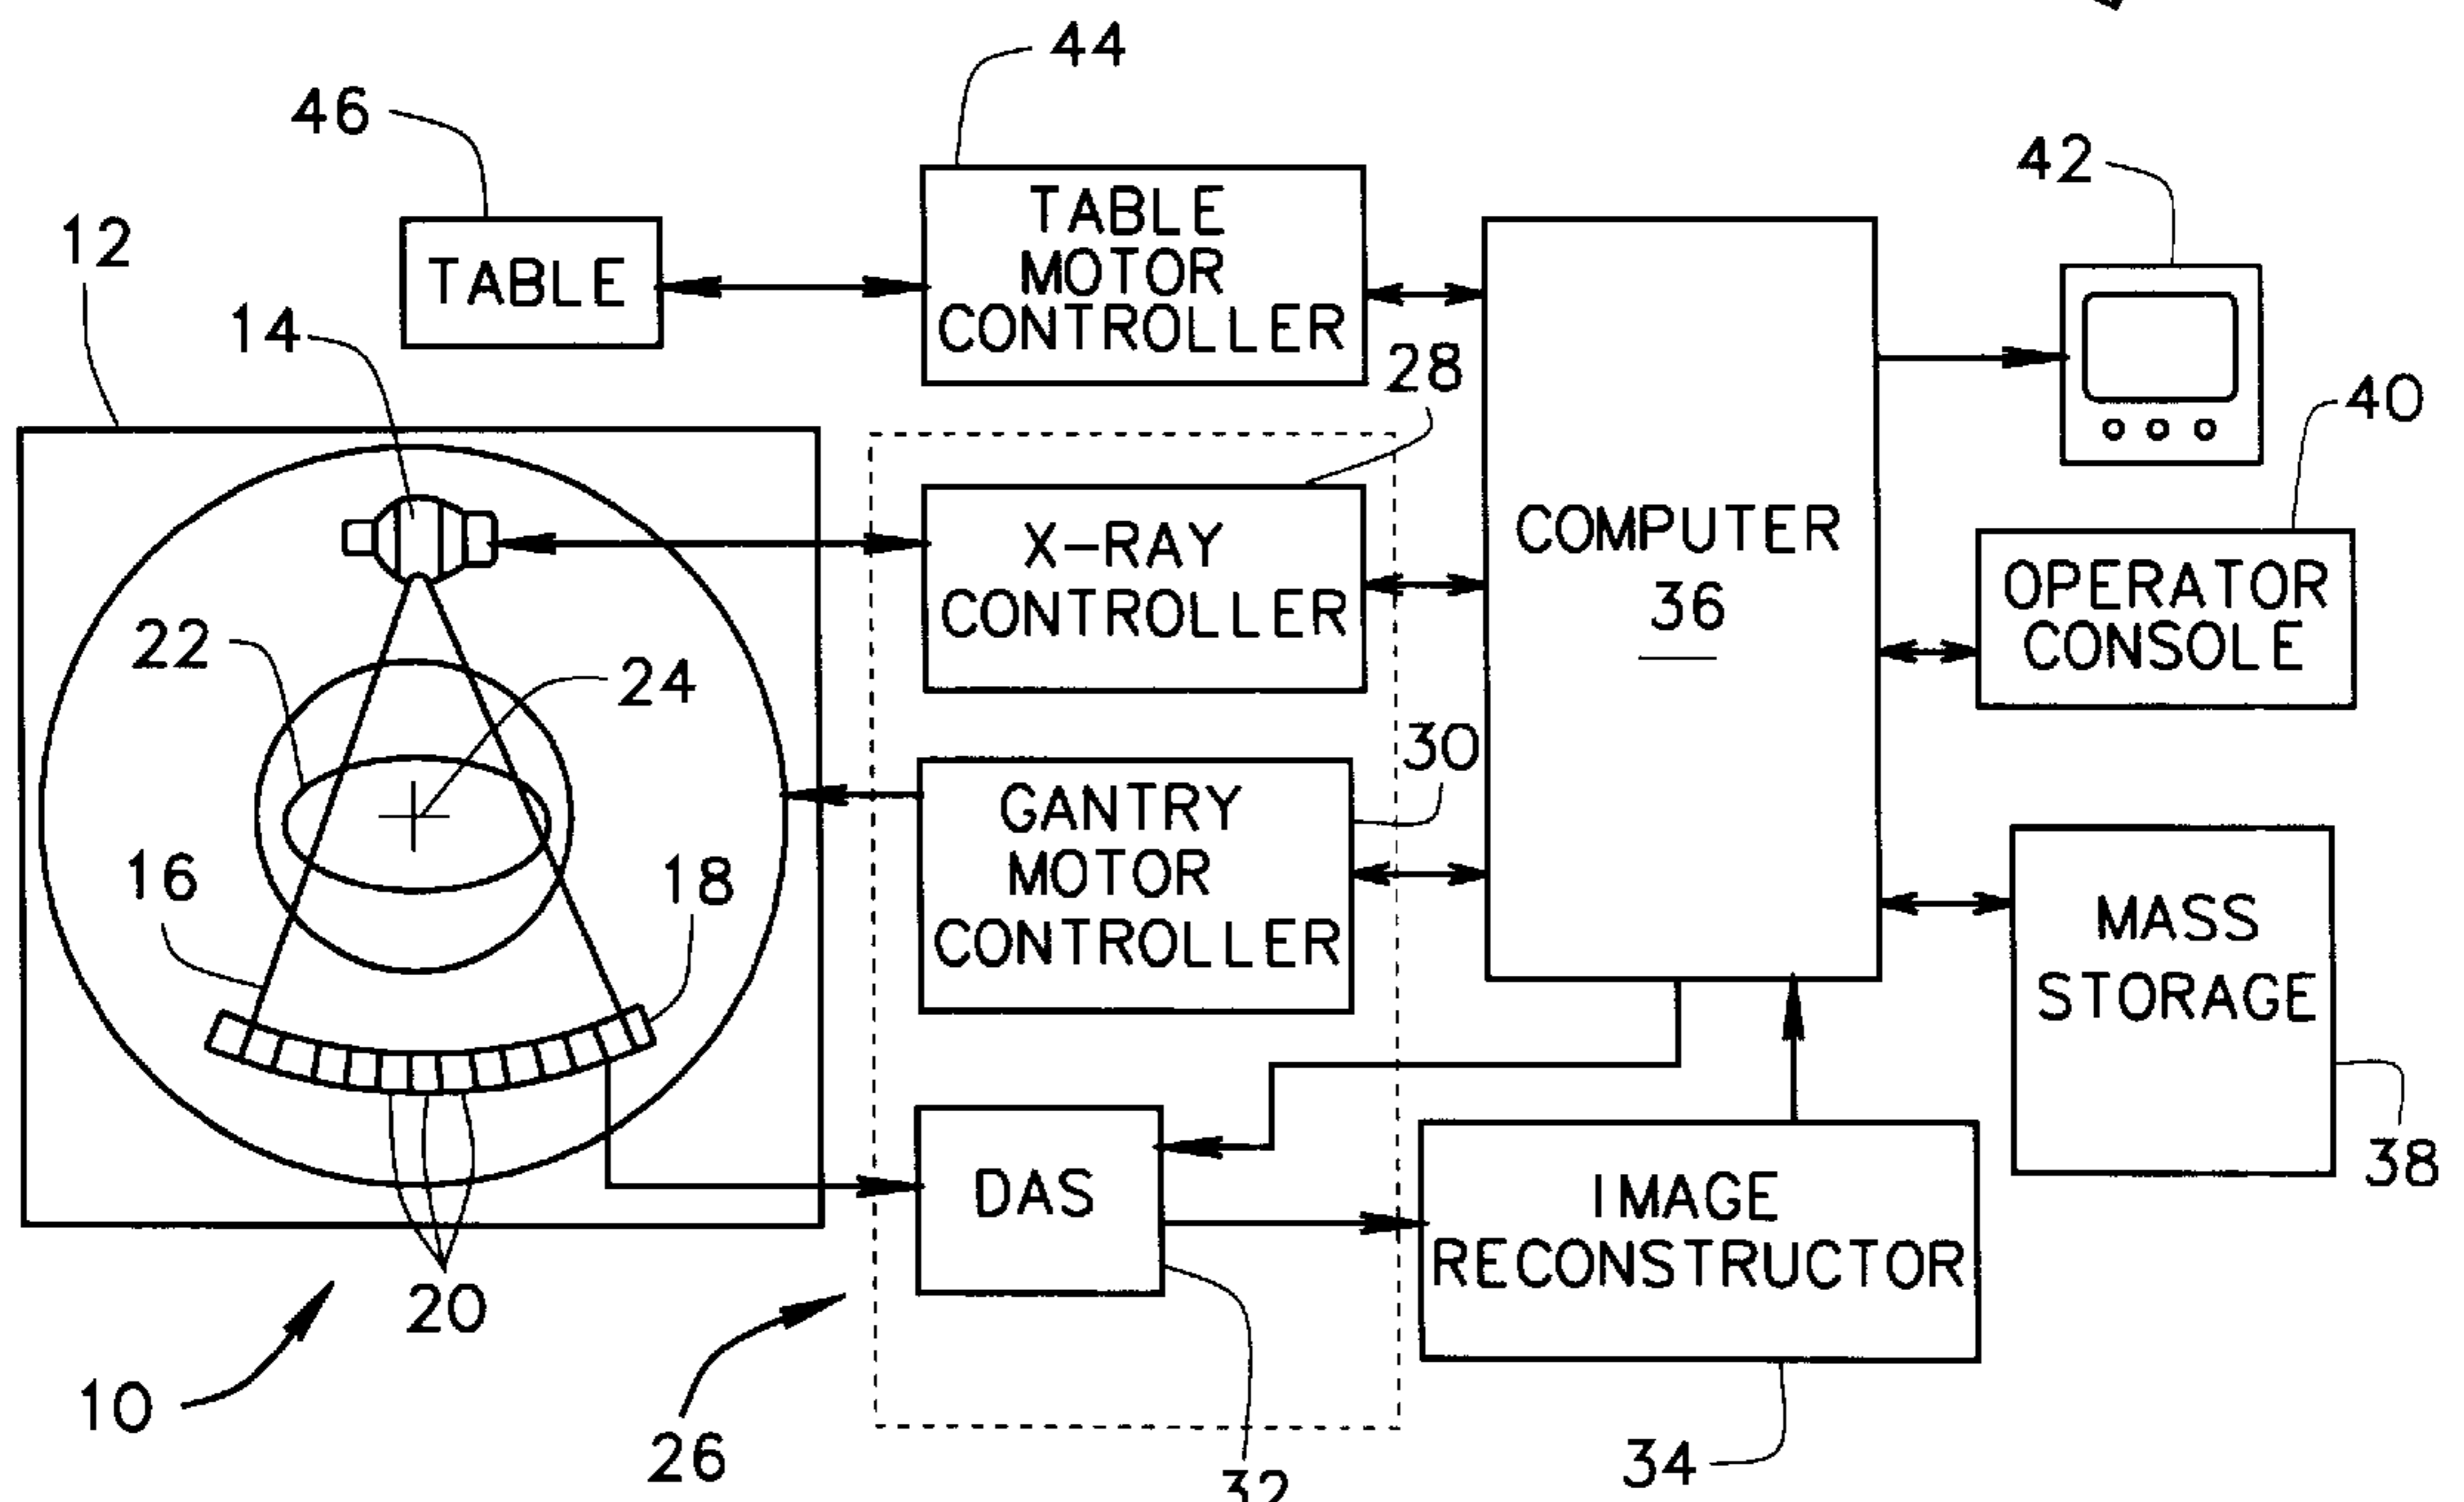 44
46
42
12
TABLE
MOTOR
CONTROLLER
TABLE
14
28
40
X-RAY
CONTROLLER
COMPUTER
36
OPERATOR
CONSOLE
22
24
30
GANTRY
MOTOR
CONTROLLER
16
18
MASS
STORAGE
38
DAS
IMAGE
RECONSTRUCTOR
20
10
26
32
34